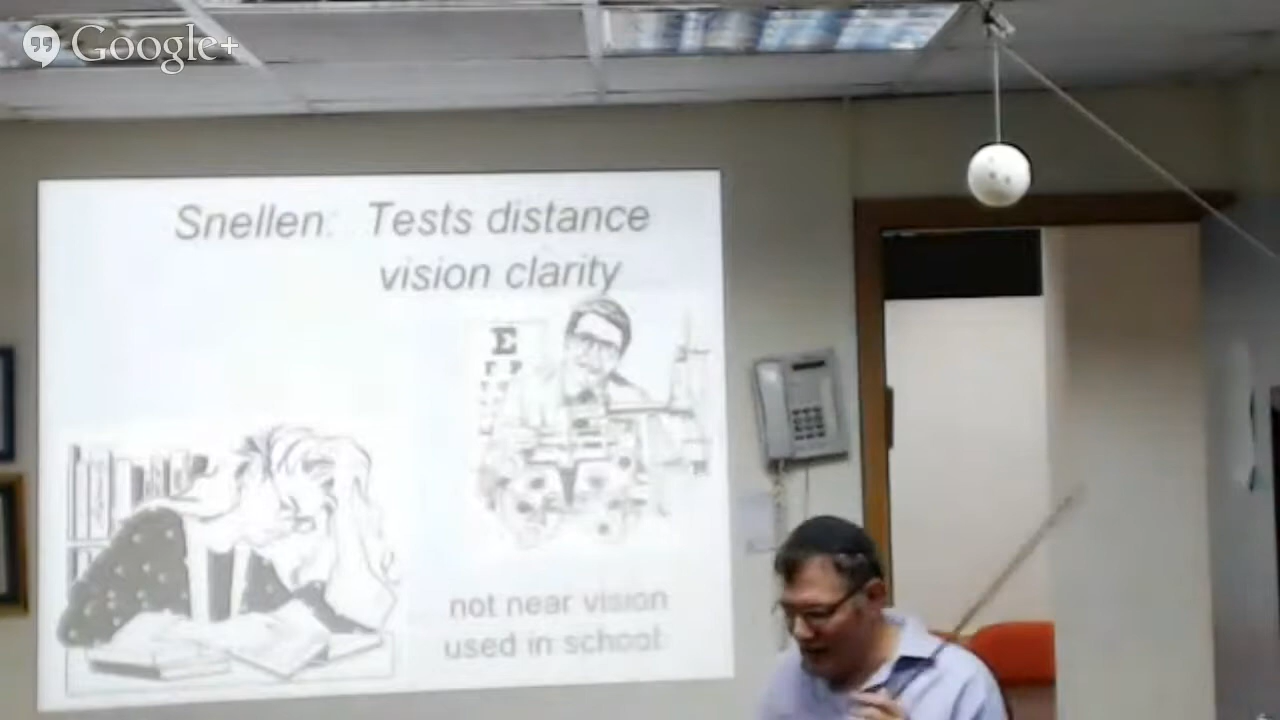 Google+
Snellen: Tests distance
vision clarity
E
F P
not near vision
used in school